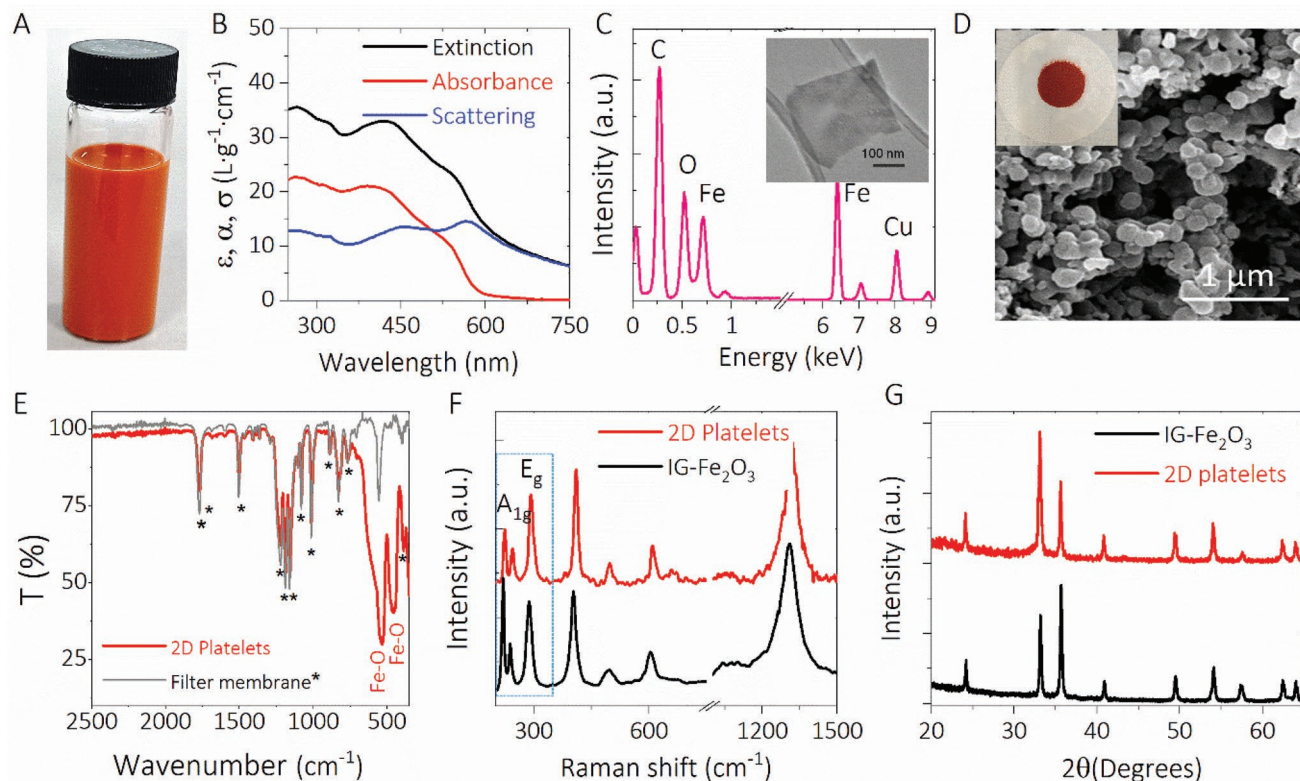 A
B
50
40
30
20
10
0
ε, α, σ (L·g⁻¹·cm⁻¹)
Extinction
Absorbance
Scattering
300 450 600 750
Wavelength (nm)
C
Intensity (a.u.)
C
O
Fe
Fe
Cu
100 nm
0 0.5 1 6 7 8 9
Energy (keV)
D
1 µm
E
100
75
50
25
T (%)
* * * * * * * * ** *
Fe-O
Fe-O
2D Platelets
Filter membrane*
2500 2000 1500 1000 500
Wavenumber (cm⁻¹)
F
Intensity (a.u.)
2D Platelets
IG-Fe₂O₃
A₁g
Eg
300 600 1200 1500
Raman shift (cm⁻¹)
G
Intensity (a.u.)
IG-Fe₂O₃
2D platelets
20 30 40 50 60
2θ(Degrees)